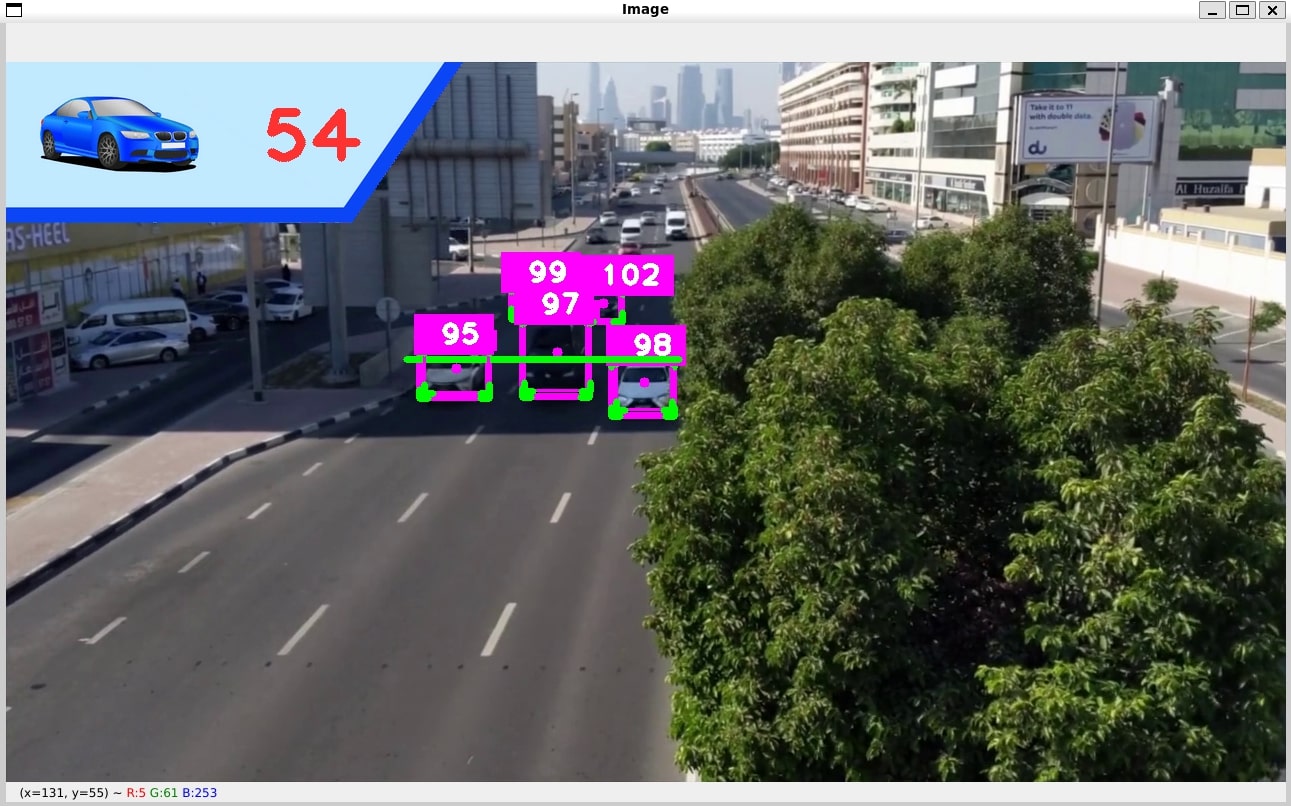 Image
54
Take it to 11
with double data.
du
Al Huzaifa
AS-HEEL
99
102
97
95
98
(x=131, y=55) ~ R:5 G:61 B:253